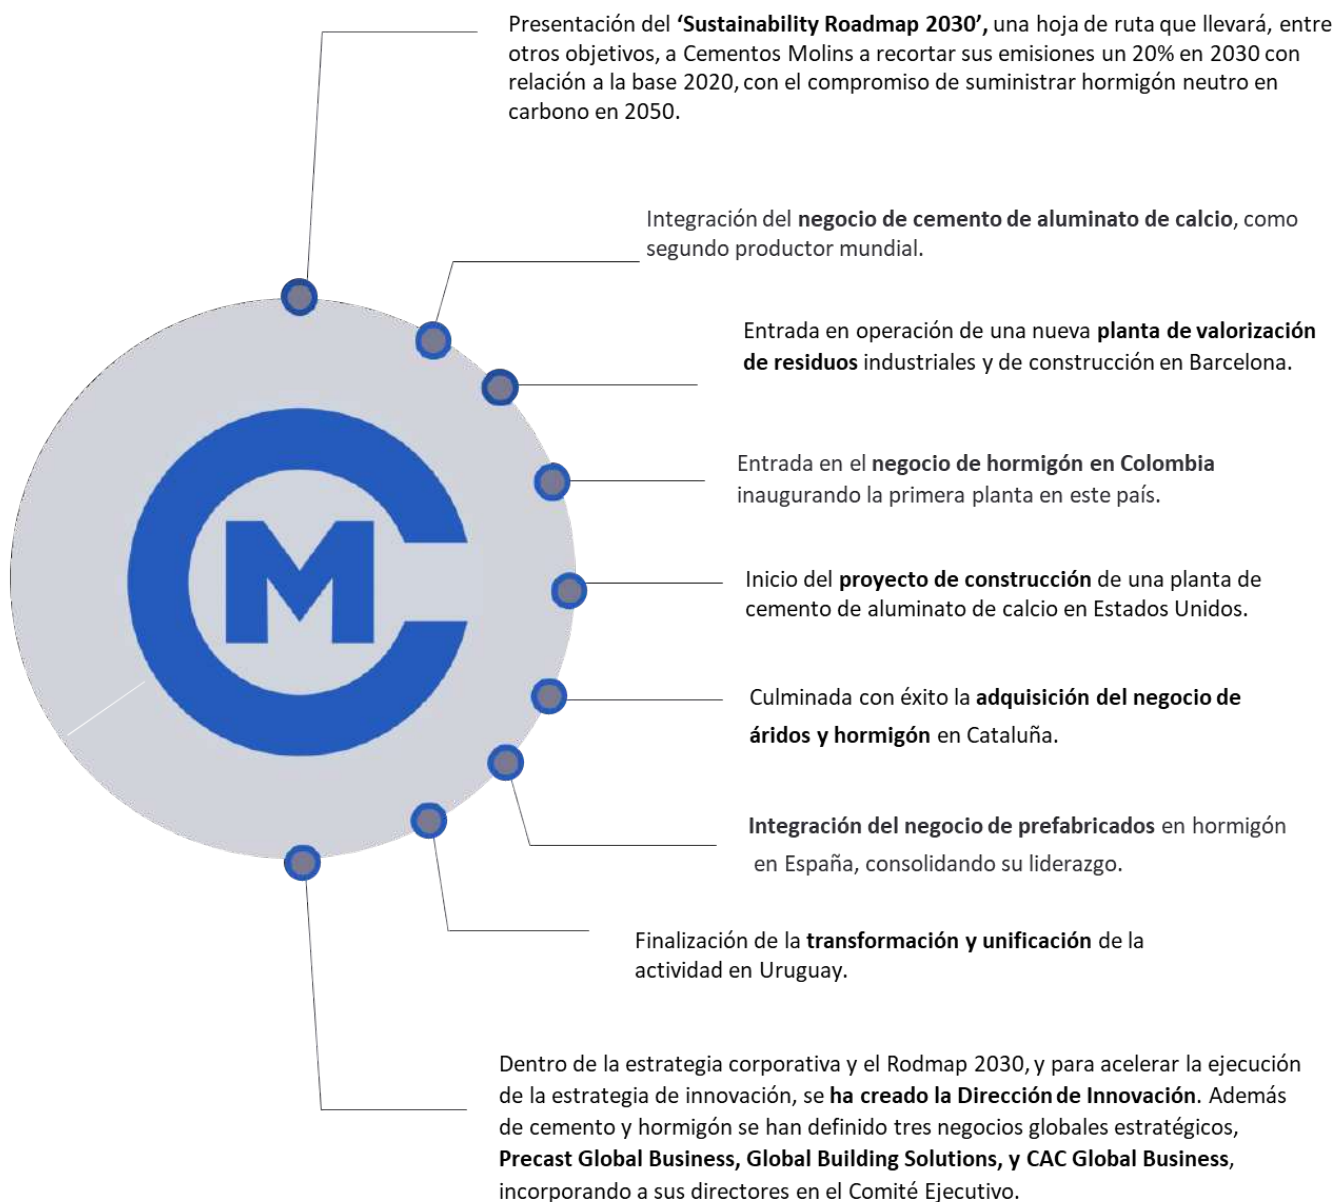 Presentación del ‘Sustainability Roadmap 2030’, una hoja de ruta que llevará, entre
otros objetivos, a Cementos Molins a recortar sus emisiones un 20% en 2030 con
relación a la base 2020, con el compromiso de suministrar hormigón neutro en
carbono en 2050.
Integración del negocio de cemento de aluminato de calcio, como
segundo productor mundial.
Entrada en operación de una nueva planta de valorización
de residuos industriales y de construcción en Barcelona.
Entrada en el negocio de hormigón en Colombia
inaugurando la primera planta en este país.
Inicio del proyecto de construcción de una planta de
cemento de aluminato de calcio en Estados Unidos.
Culminada con éxito la adquisición del negocio de
áridos y hormigón en Cataluña.
Integración del negocio de prefabricados en hormigón
en España, consolidando su liderazgo.
Finalización de la transformación y unificación de la
actividad en Uruguay.
Dentro de la estrategia corporativa y el Rodmap 2030, y para acelerar la ejecución
de la estrategia de innovación, se ha creado la Dirección de Innovación. Además
de cemento y hormigón se han definido tres negocios globales estratégicos,
Precast Global Business, Global Building Solutions, y CAC Global Business,
incorporando a sus directores en el Comité Ejecutivo.
CM